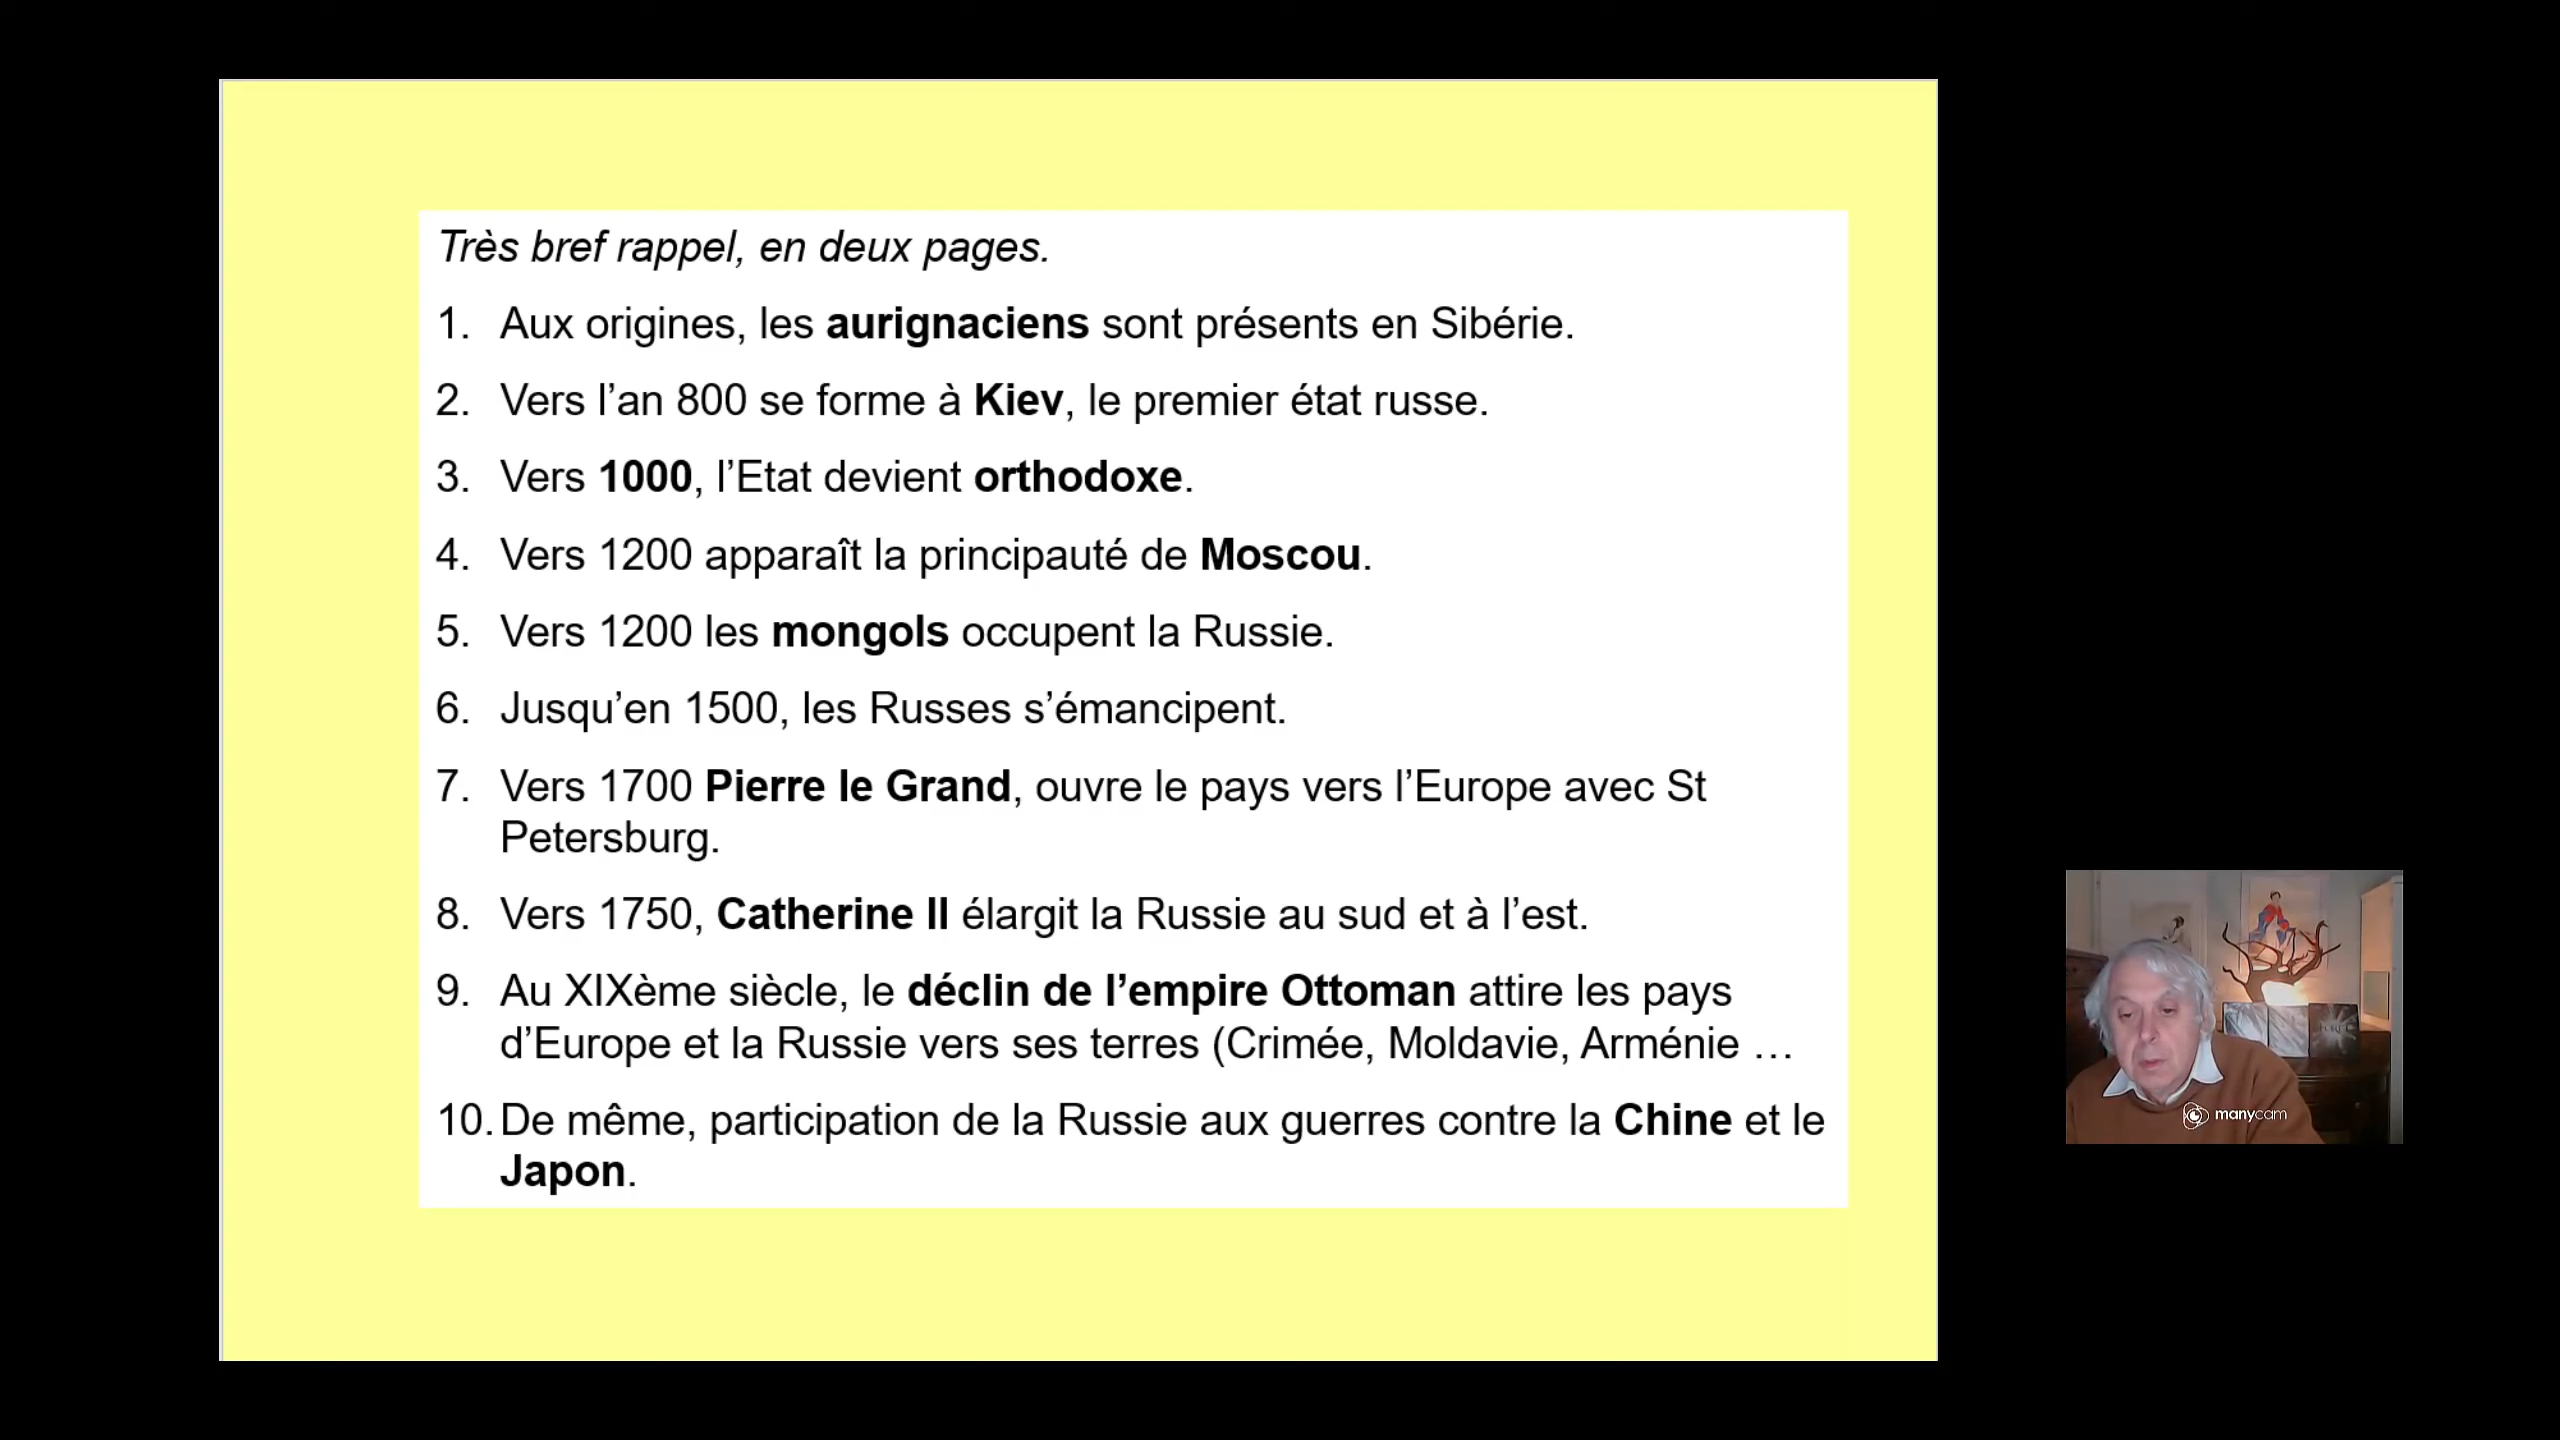 Très bref rappel, en deux pages.
1. Aux origines, les aurignaciens sont présents en Sibérie.
2. Vers l’an 800 se forme à Kiev, le premier état russe.
3. Vers 1000, l’Etat devient orthodoxe.
4. Vers 1200 apparaît la principauté de Moscou.
5. Vers 1200 les mongols occupent la Russie.
6. Jusqu’en 1500, les Russes s’émancipent.
7. Vers 1700 Pierre le Grand, ouvre le pays vers l’Europe avec St
Petersburg.
8. Vers 1750, Catherine II élargit la Russie au sud et à l’est.
9. Au XIXème siècle, le déclin de l’empire Ottoman attire les pays
d’Europe et la Russie vers ses terres (Crimée, Moldavie, Arménie …
10. De même, participation de la Russie aux guerres contre la Chine et le
Japon.
manycam